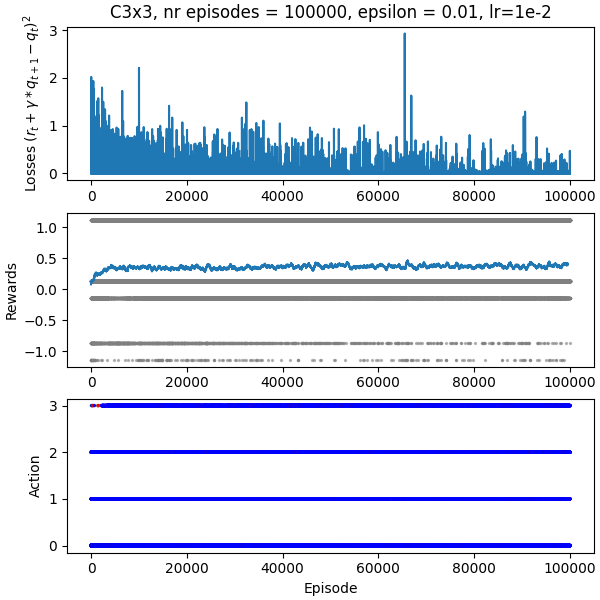 C3x3, nr episodes = 100000, epsilon = 0.01, lr=1e-2
Losses (r_t + γ * q_{t+1} − q_t)^2
3
2
1
0
0 20000 40000 60000 80000 100000
Rewards
1.0
0.5
0.0
−0.5
−1.0
0 20000 40000 60000 80000 100000
Action
3
2
1
0
0 20000 40000 60000 80000 100000
Episode